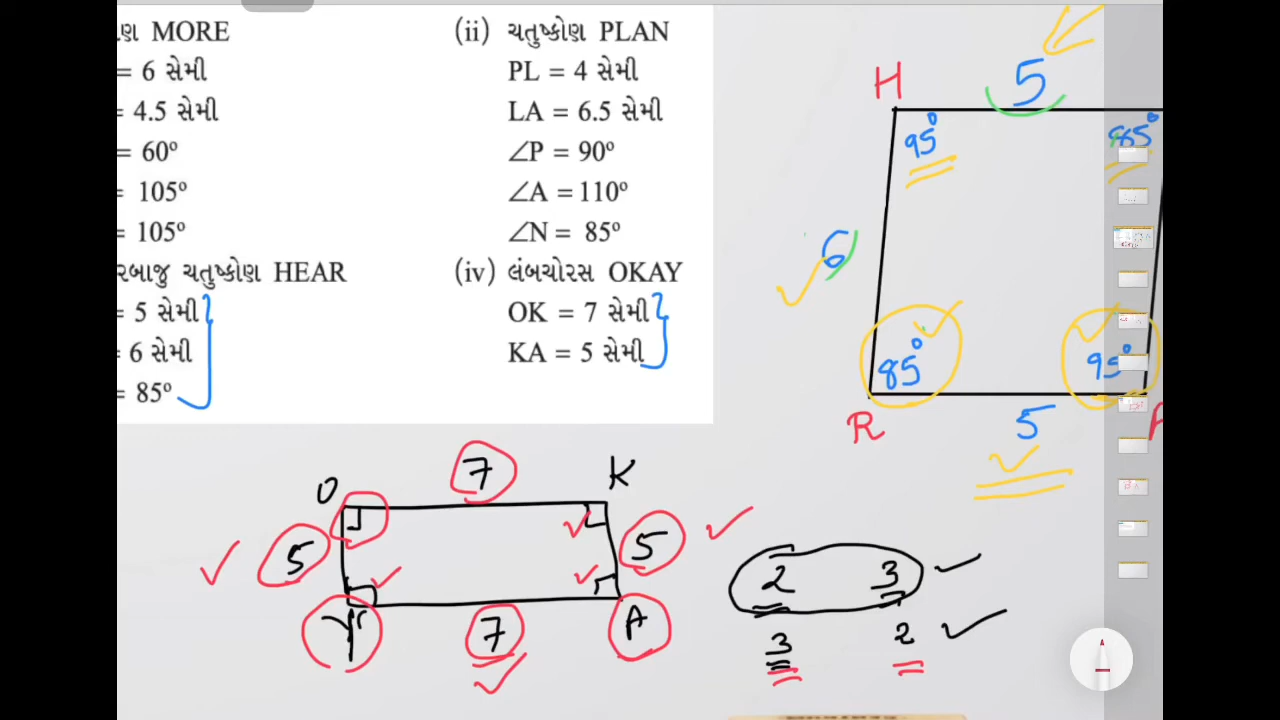 MORE
= 6 સેમી
= 4.5 સેમી
= 60°
= 105°
= 105°
ચતુષ્કોણ HEAR
= 5 સેમી
= 6 સેમી
= 85°
(ii) ચતુષ્કોણ PLAN
PL = 4 સેમી
LA = 6.5 સેમી
∠P = 90°
∠A = 110°
∠N = 85°
(iv) લંબચોરસ OKAY
OK = 7 સેમી
KA = 5 સેમી
H 5
95° 85°
6
85° 95°
R 5
O 7 K
5 5
Y 7 A
2 3
3 2